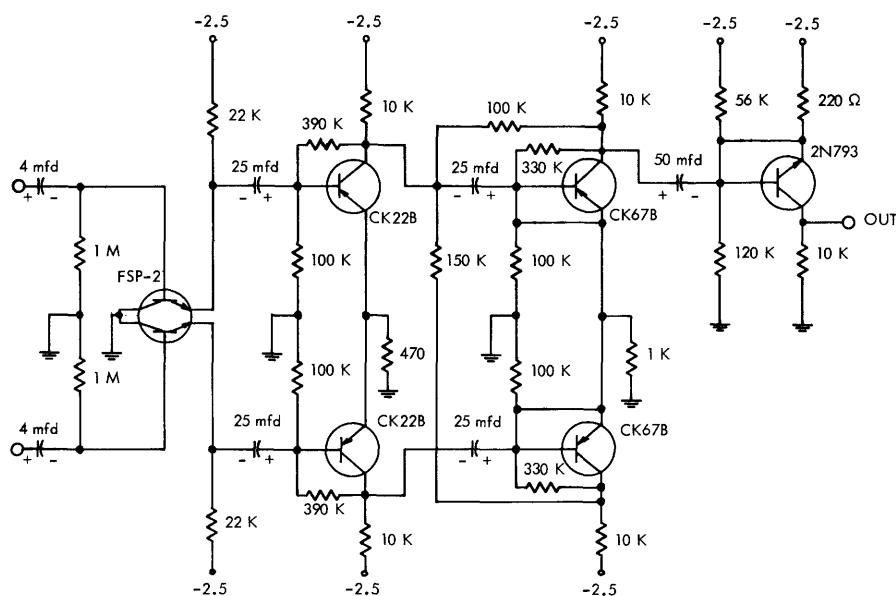 -2.5 -2.5 -2.5 -2.5 -2.5
10 K 10 K 56 K 220 Ω
22 K 100 K
390 K 2N793
4 mfd 25 mfd 25 mfd 330 K 50 mfd
+ - - + - + + -
CK22B CK67B OUT
1 M 100 K 150 K 100 K 120 K 10 K
FSP-2
470 1 K
1 M 100 K 100 K
4 mfd 25 mfd CK22B 25 mfd CK67B
+ - - + - +
330 K
22 K 390 K
10 K 10 K
-2.5 -2.5 -2.5